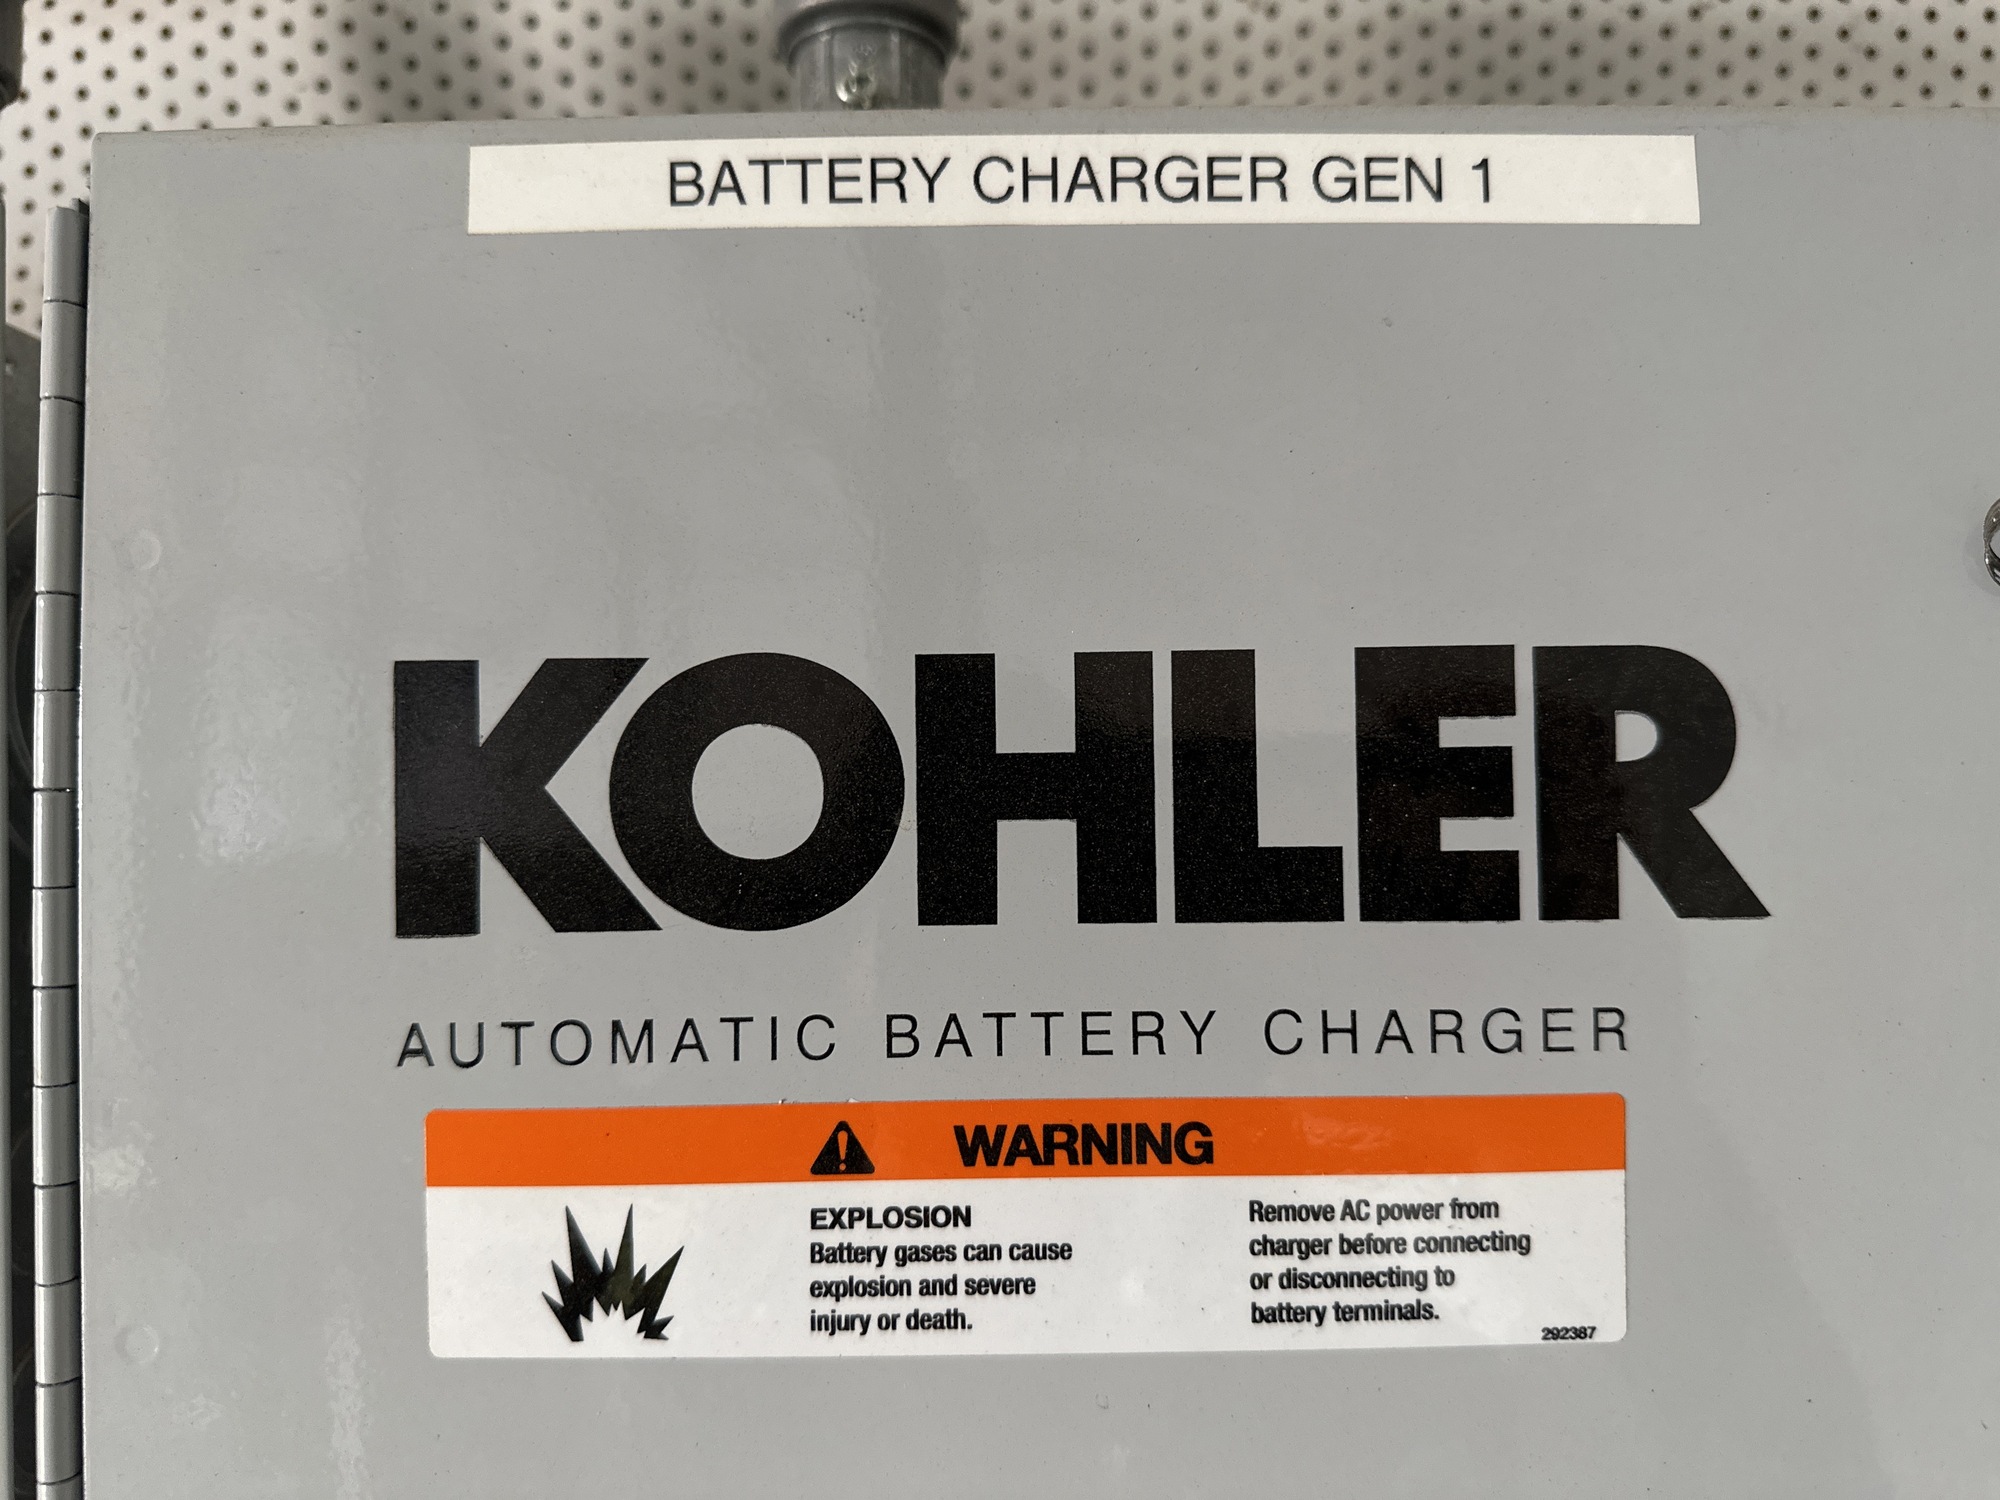 BATTERY CHARGER GEN 1
KOHLER
AUTOMATIC BATTERY CHARGER
WARNING
EXPLOSION
Battery gases can cause
explosion and severe
injury or death.
Remove AC power from
charger before connecting
or disconnecting to
battery terminals.
292387